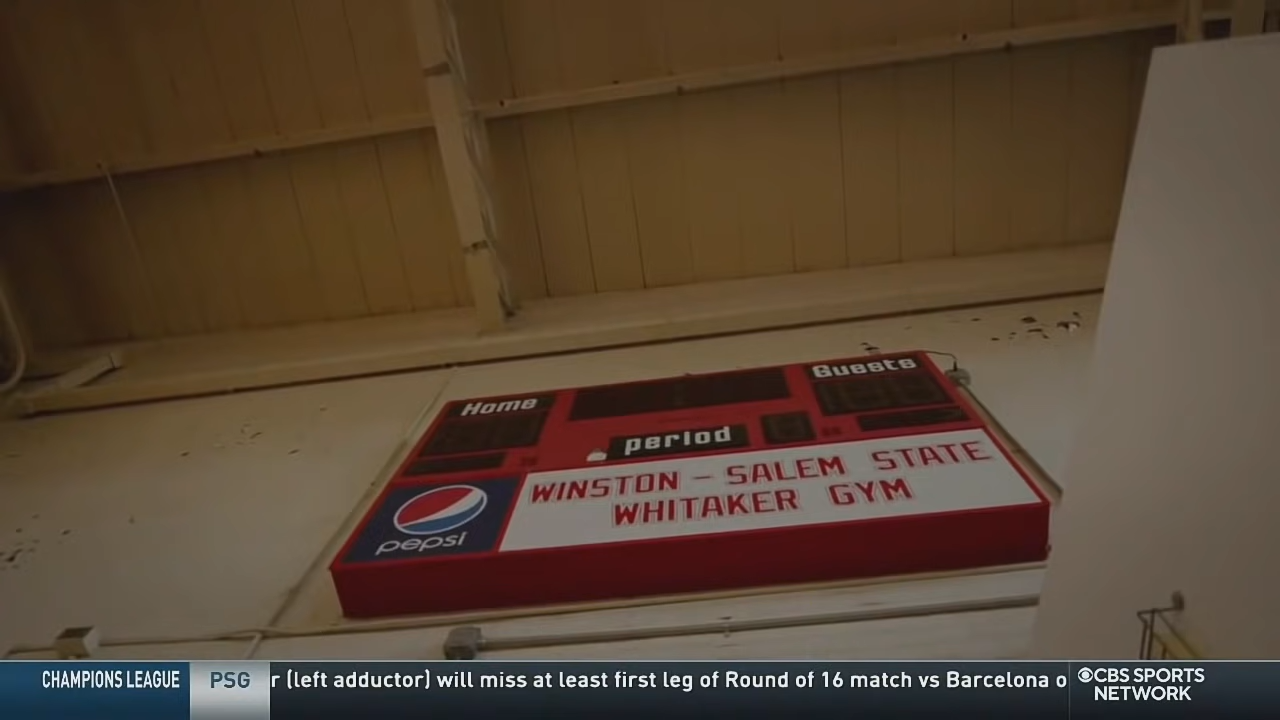 Home
Guests
period
WINSTON - SALEM STATE
WHITAKER GYM
pepsi
CHAMPIONS LEAGUE PSG r (left adductor) will miss at least first leg of Round of 16 match vs Barcelona o
CBS SPORTS
NETWORK